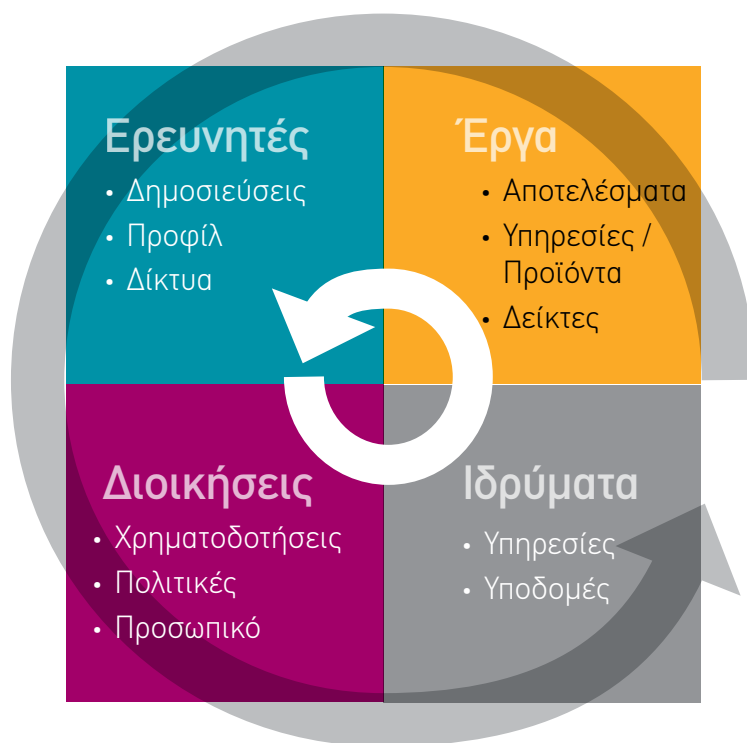 Ερευνητές
• Δημοσιεύσεις
• Προφίλ
• Δίκτυα
Έργα
• Αποτελέσματα
• Υπηρεσίες /
Προϊόντα
• Δείκτες
Διοικήσεις
• Χρηματοδοτήσεις
• Πολιτικές
• Προσωπικό
Ιδρύματα
• Υπηρεσίες
• Υποδομές